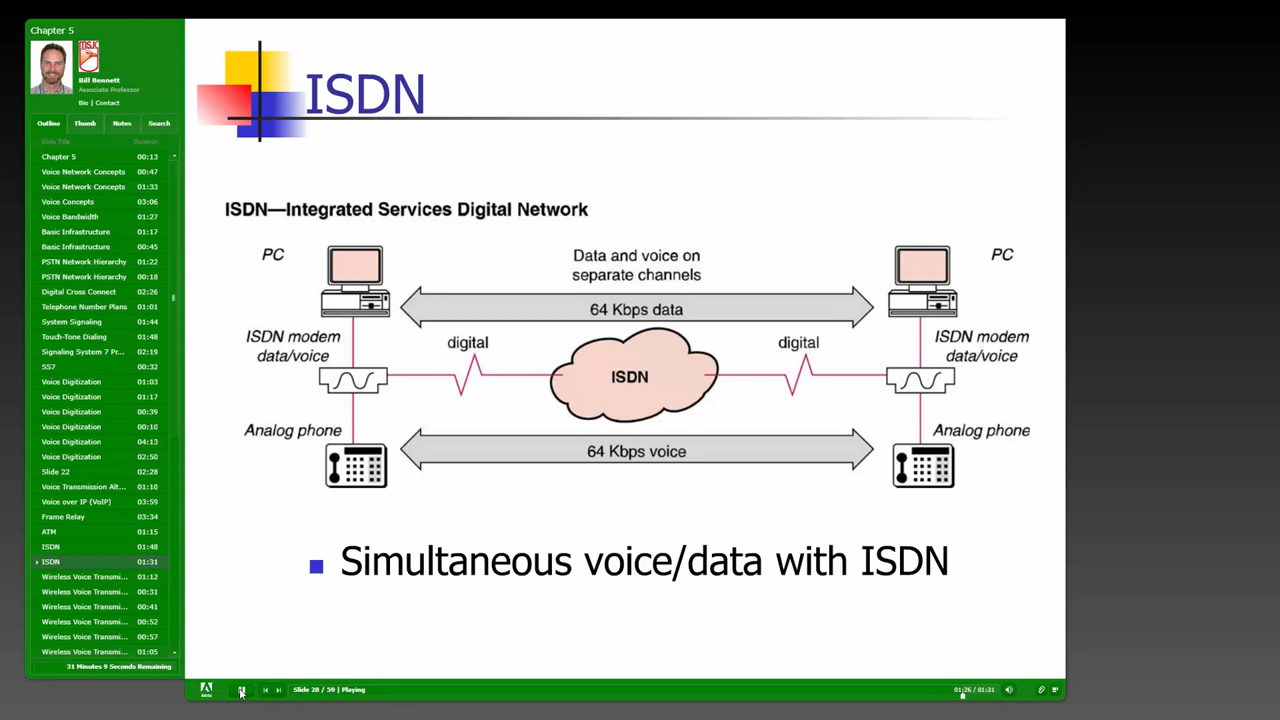 Chapter 5
Bill Bennett
Associate Professor
Bio | Contact
Outline Thumb Notes Search
Slide Title Duration
Chapter 5 00:13
Voice Network Concepts 00:47
Voice Network Concepts 01:33
Voice Concepts 03:06
Voice Bandwidth 01:27
Basic Infrastructure 01:17
Basic Infrastructure 00:45
PSTN Network Hierarchy 01:22
PSTN Network Hierarchy 00:18
Digital Cross Connect 02:26
Telephone Number Plans 01:01
System Signaling 01:44
Touch-Tone Dialing 01:48
Signaling System 7 Pr... 02:19
SS7 00:32
Voice Digitization 01:03
Voice Digitization 01:17
Voice Digitization 00:39
Voice Digitization 00:10
Voice Digitization 04:13
Voice Digitization 02:50
Slide 22 02:28
Voice Transmission Alt... 01:10
Voice over IP (VoIP) 03:59
Frame Relay 03:34
ATM 01:15
ISDN 01:48
ISDN 01:31
Wireless Voice Transmi... 01:12
Wireless Voice Transmi... 00:31
Wireless Voice Transmi... 00:41
Wireless Voice Transmi... 00:52
Wireless Voice Transmi... 00:57
Wireless Voice Transmi... 01:05
31 Minutes 9 Seconds Remaining
ISDN
ISDN—Integrated Services Digital Network
PC
Data and voice on
separate channels
PC
64 Kbps data
ISDN modem
data/voice
digital
ISDN
digital
ISDN modem
data/voice
Analog phone
64 Kbps voice
Analog phone
Simultaneous voice/data with ISDN
Slide 28 / 59 | Playing
01:26 / 01:31